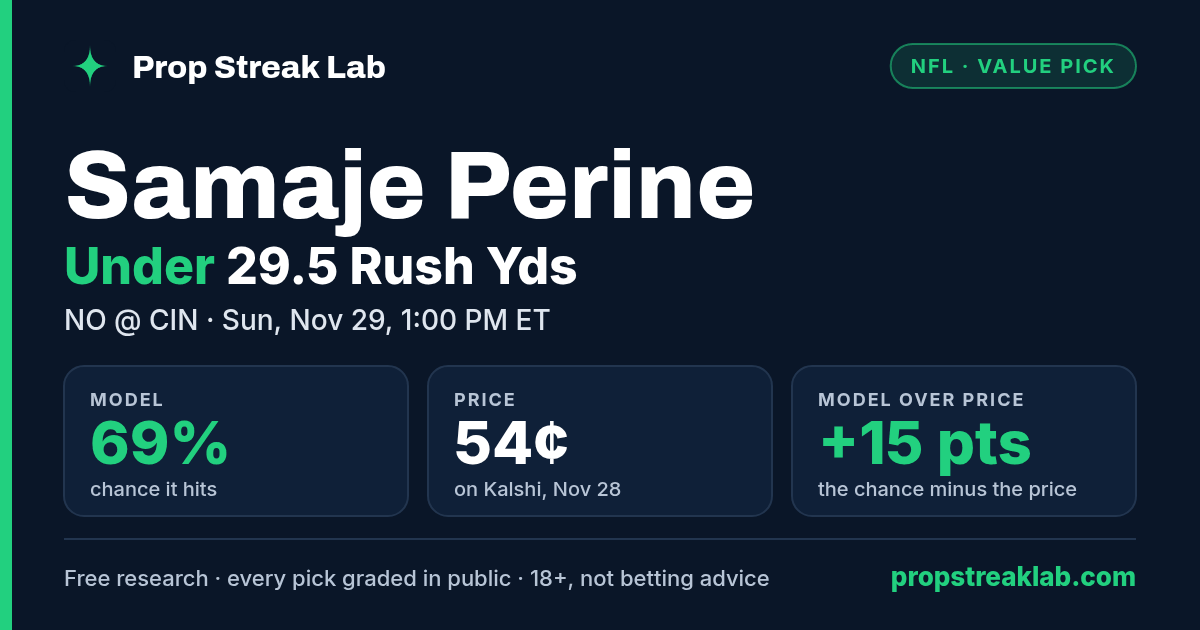 Prop Streak Lab
NFL · VALUE PICK
Samaje Perine
Under 29.5 Rush Yds
NO @ CIN · Sun, Nov 29, 1:00 PM ET
MODEL
69%
chance it hits
PRICE
54¢
on Kalshi, Nov 28
MODEL OVER PRICE
+15 pts
the chance minus the price
Free research · every pick graded in public · 18+, not betting advice
propstreaklab.com